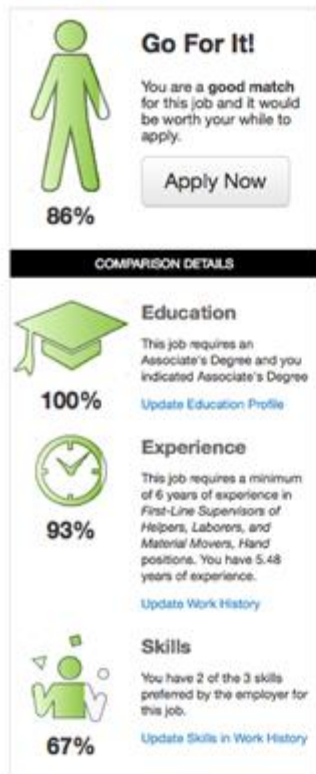 Go For It!
You are a good match
for this job and it would
be worth your while to
apply.
Apply Now
86%
COMPARISON DETAILS
Education
This job requires an
Associate's Degree and you
indicated Associate's Degree
100%
Update Education Profile
Experience
This job requires a minimum
of 6 years of experience in
First-Line Supervisors of
Helpers, Laborers, and
Material Movers, Hand
positions. You have 5.48
years of experience.
93%
Update Work History
Skills
You have 2 of the 3 skills
preferred by the employer for
this job.
67%
Update Skills in Work History